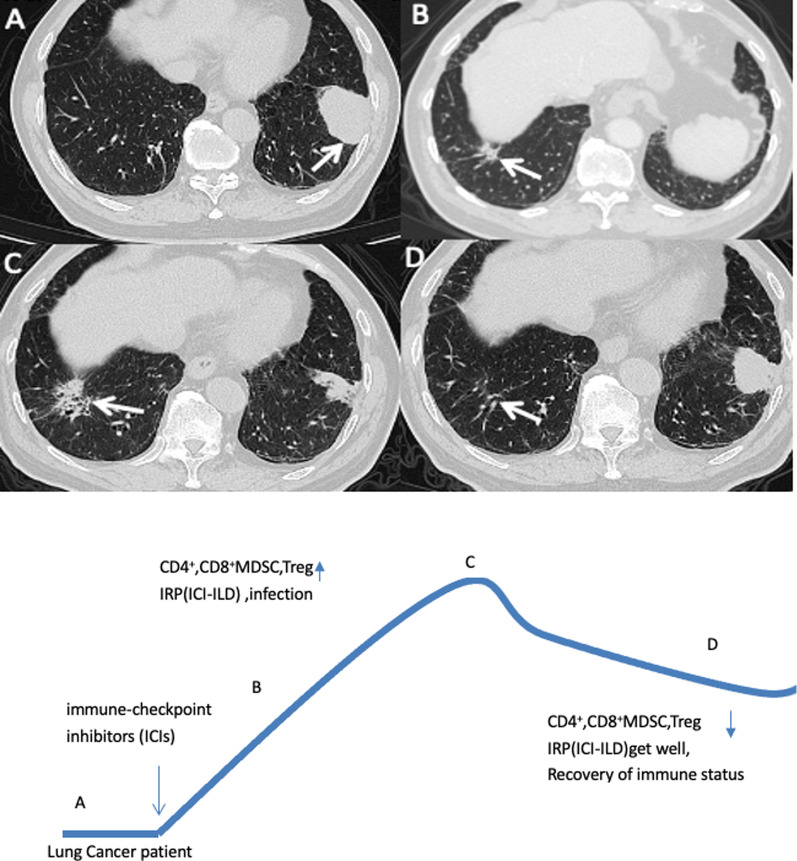 A
B
C
D
C
CD4⁺,CD8⁺MDSC,Treg
IRP(ICI-ILD) ,infection
D
B
immune-checkpoint
inhibitors (ICIs)
CD4⁺,CD8⁺MDSC,Treg
IRP(ICI-ILD)get well,
Recovery of immune status
A
Lung Cancer patient